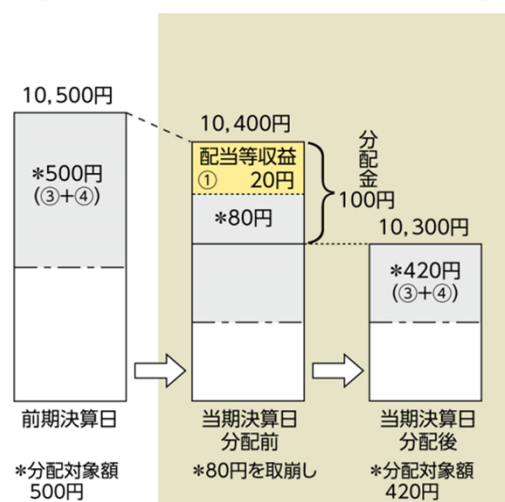 10,500円
*500円
(③+④)
前期決算日
*分配対象額
500円
10,400円
配当等収益
① 20円
*80円
分配金
100円
当期決算日
分配前
*80円を取崩し
10,300円
*420円
(③+④)
当期決算日
分配後
*分配対象額
420円